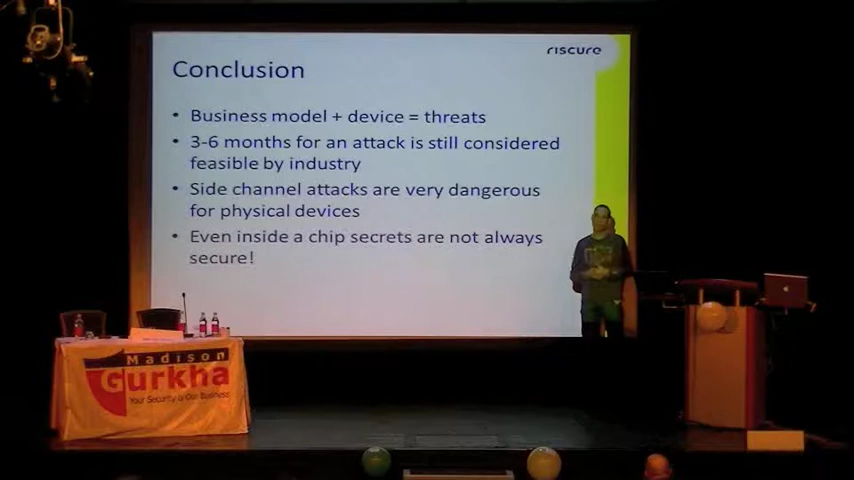 riscure
Conclusion
• Business model + device = threats
• 3-6 months for an attack is still considered
feasible by industry
• Side channel attacks are very dangerous
for physical devices
• Even inside a chip secrets are not always
secure!
Madison
Gurkha
Your Security is Our Business